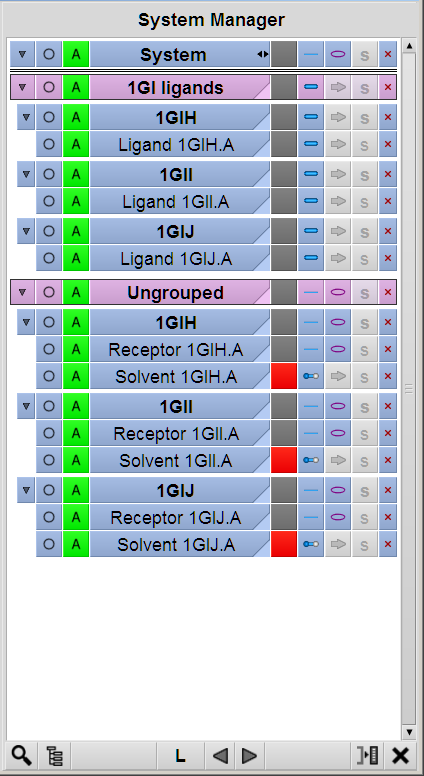 System Manager
A System S ×
A 1GI ligands S ×
A 1GIH S ×
A Ligand 1GIH.A S ×
A 1GII S ×
A Ligand 1GII.A S ×
A 1GIJ S ×
A Ligand 1GIJ.A S ×
A Ungrouped S ×
A 1GIH S ×
A Receptor 1GIH.A S ×
A Solvent 1GIH.A S ×
A 1GII S ×
A Receptor 1GII.A S ×
A Solvent 1GII.A S ×
A 1GIJ S ×
A Receptor 1GIJ.A S ×
A Solvent 1GIJ.A S ×
L